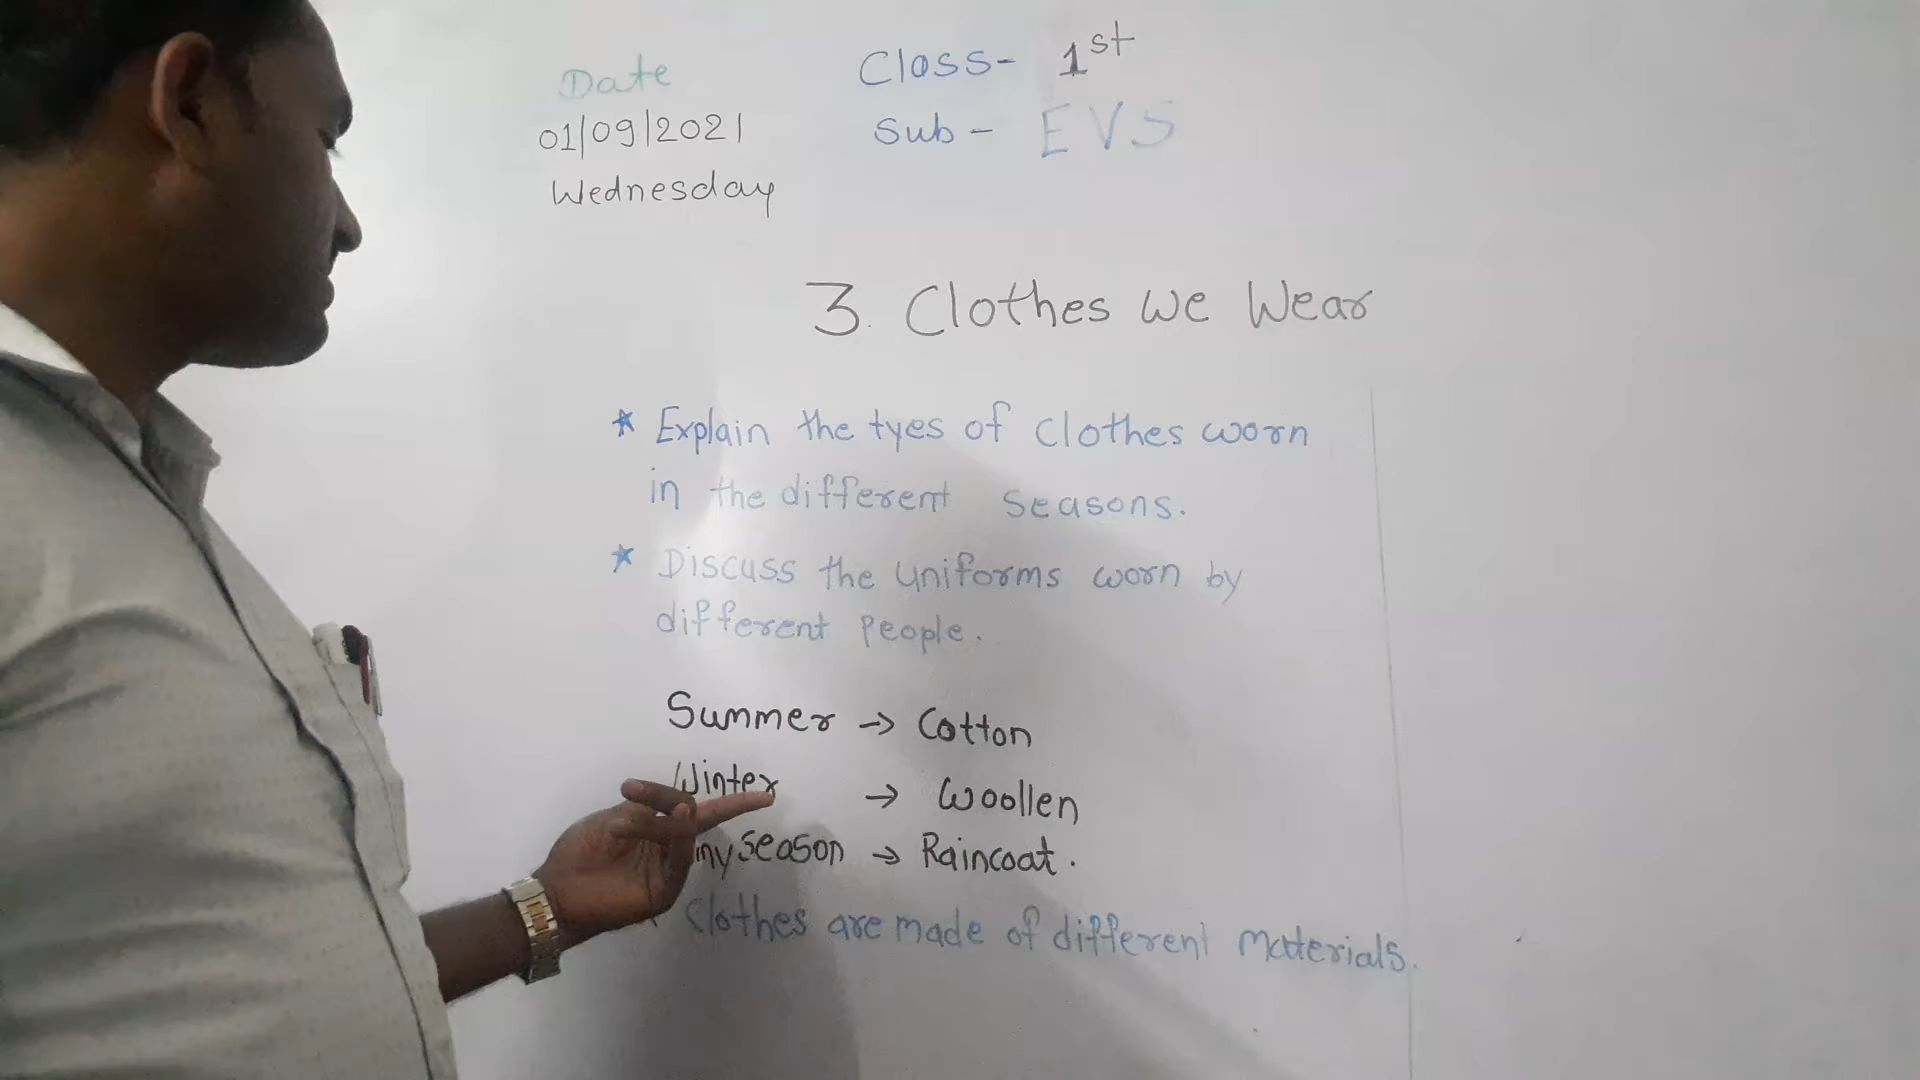 Date
01/09/2021
Wednesday
Class- 1st
Sub - EVS
3. Clothes we Wear
* Explain the tyes of clothes worn
in the different seasons.
* Discuss the uniforms worn by
different people.
Summer → Cotton
Winter → Woollen
season → Raincoat.
Clothes are made of different materials.